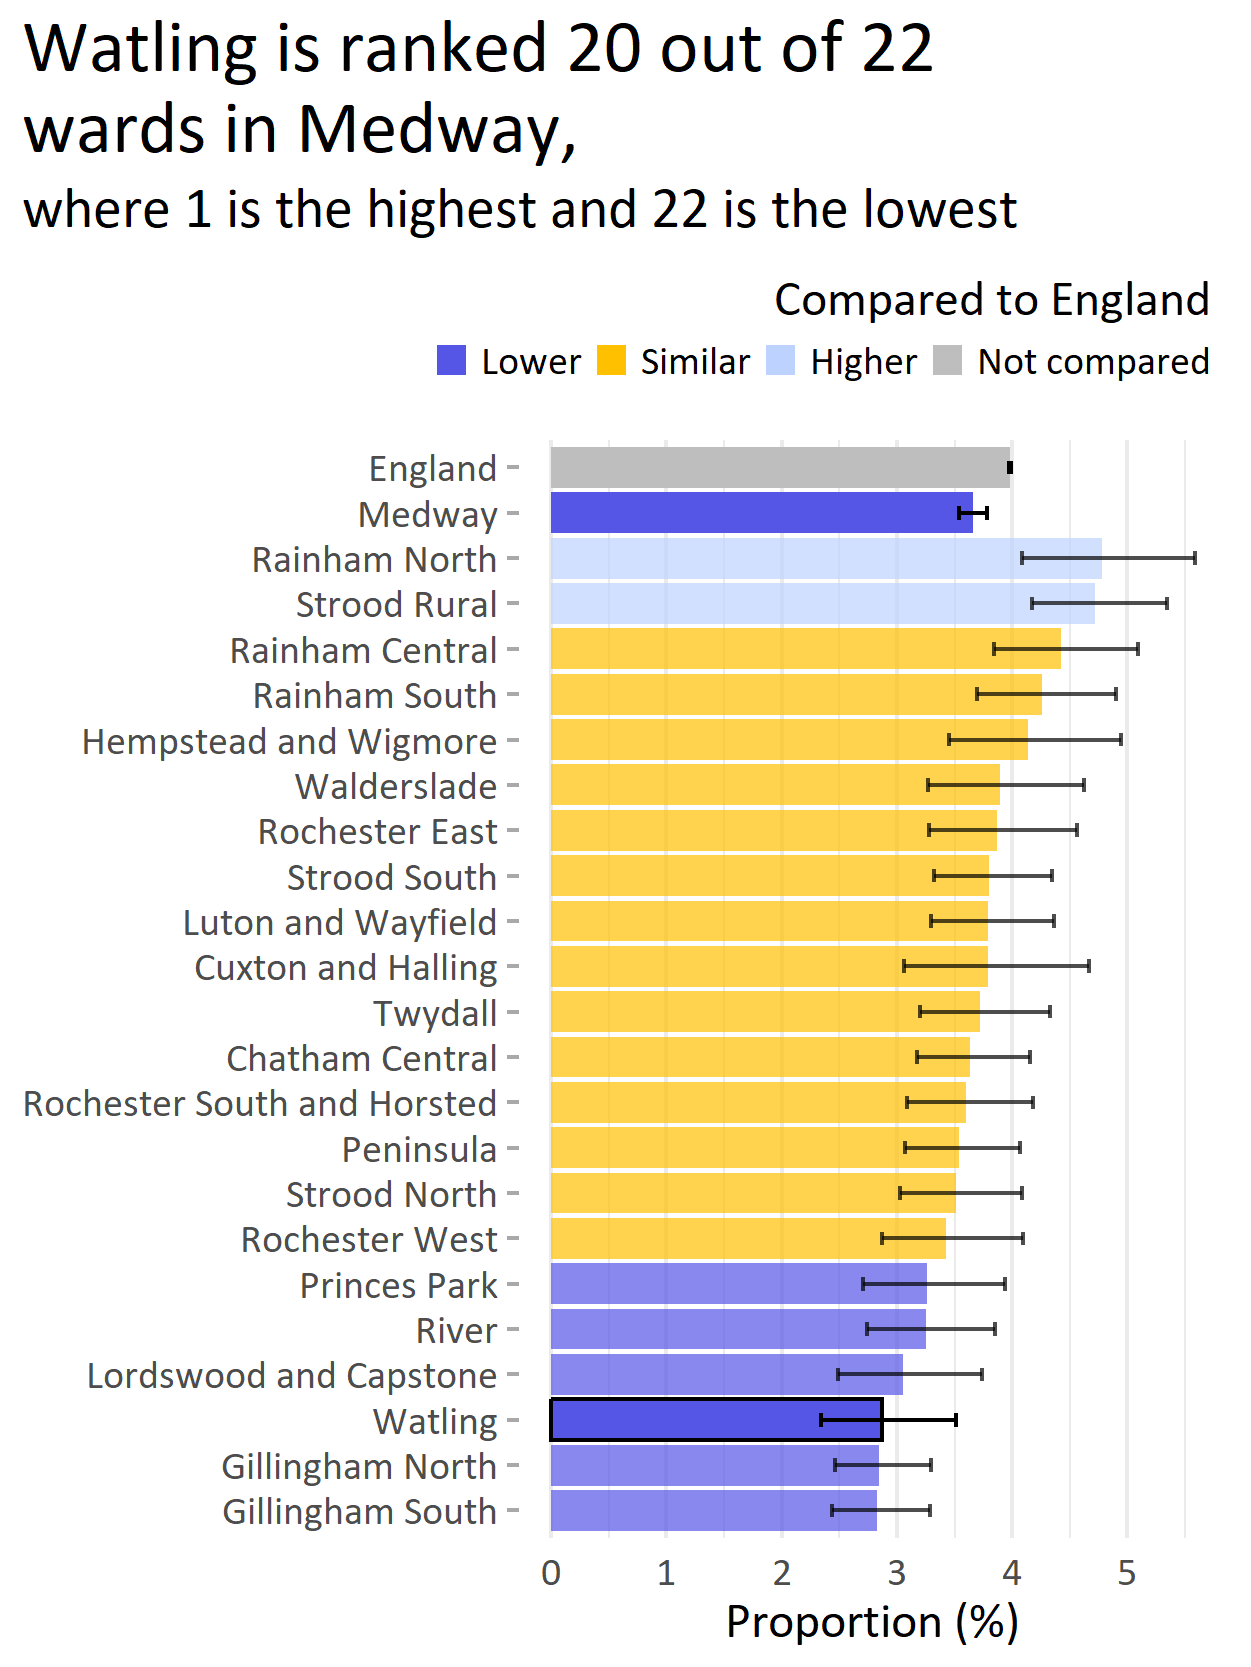 Watling is ranked 20 out of 22
wards in Medway,
where 1 is the highest and 22 is the lowest
Compared to England
Lower Similar Higher Not compared
England
Medway
Rainham North
Strood Rural
Rainham Central
Rainham South
Hempstead and Wigmore
Walderslade
Rochester East
Strood South
Luton and Wayfield
Cuxton and Halling
Twydall
Chatham Central
Rochester South and Horsted
Peninsula
Strood North
Rochester West
Princes Park
River
Lordswood and Capstone
Watling
Gillingham North
Gillingham South
0 1 2 3 4 5
Proportion (%)